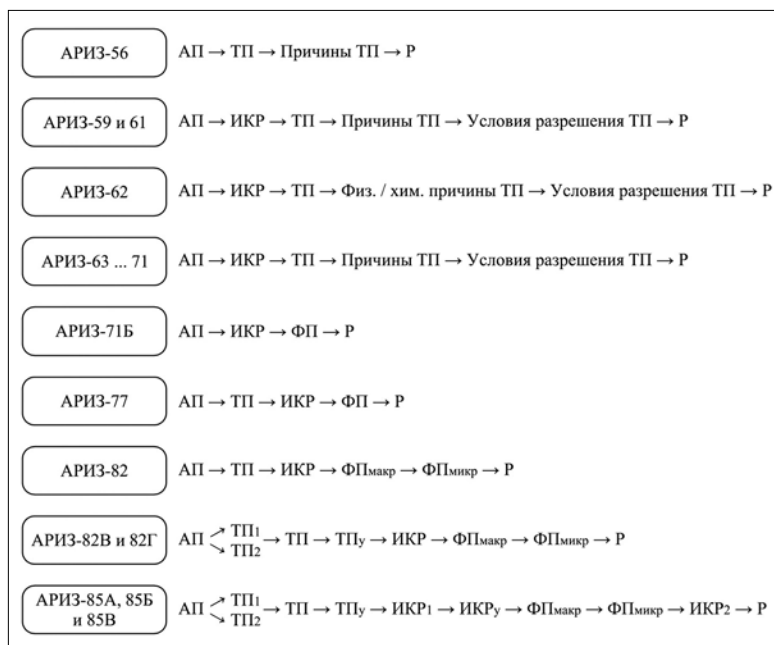 АРИЗ-56 АП → ТП → Причины ТП → Р
АРИЗ-59 и 61 АП → ИКР → ТП → Причины ТП → Условия разрешения ТП → Р
АРИЗ-62 АП → ИКР → ТП → Физ. / хим. причины ТП → Условия разрешения ТП → Р
АРИЗ-63 ... 71 АП → ИКР → ТП → Причины ТП → Условия разрешения ТП → Р
АРИЗ-71Б АП → ИКР → ФП → Р
АРИЗ-77 АП → ТП → ИКР → ФП → Р
АРИЗ-82 АП → ТП → ИКР → ФПмакр → ФПмикр → Р
АРИЗ-82В и 82Г АП ↗ ТП1 ↘ ТП2 → ТП → ТПу → ИКР → ФПмакр → ФПмикр → Р
АРИЗ-85А, 85Б
и 85В АП ↗ ТП1 ↘ ТП2 → ТП → ТПу → ИКР1 → ИКРу → ФПмакр → ФПмикр → ИКР2 → Р